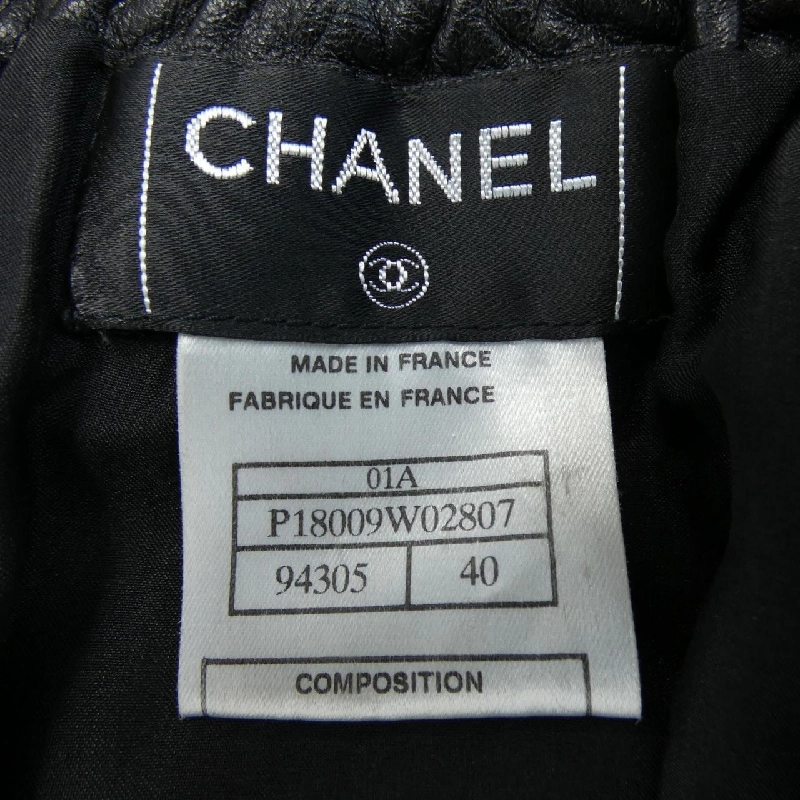 CHANEL
MADE IN FRANCE
FABRIQUE EN FRANCE
01A
P18009W02807
94305 40
COMPOSITION